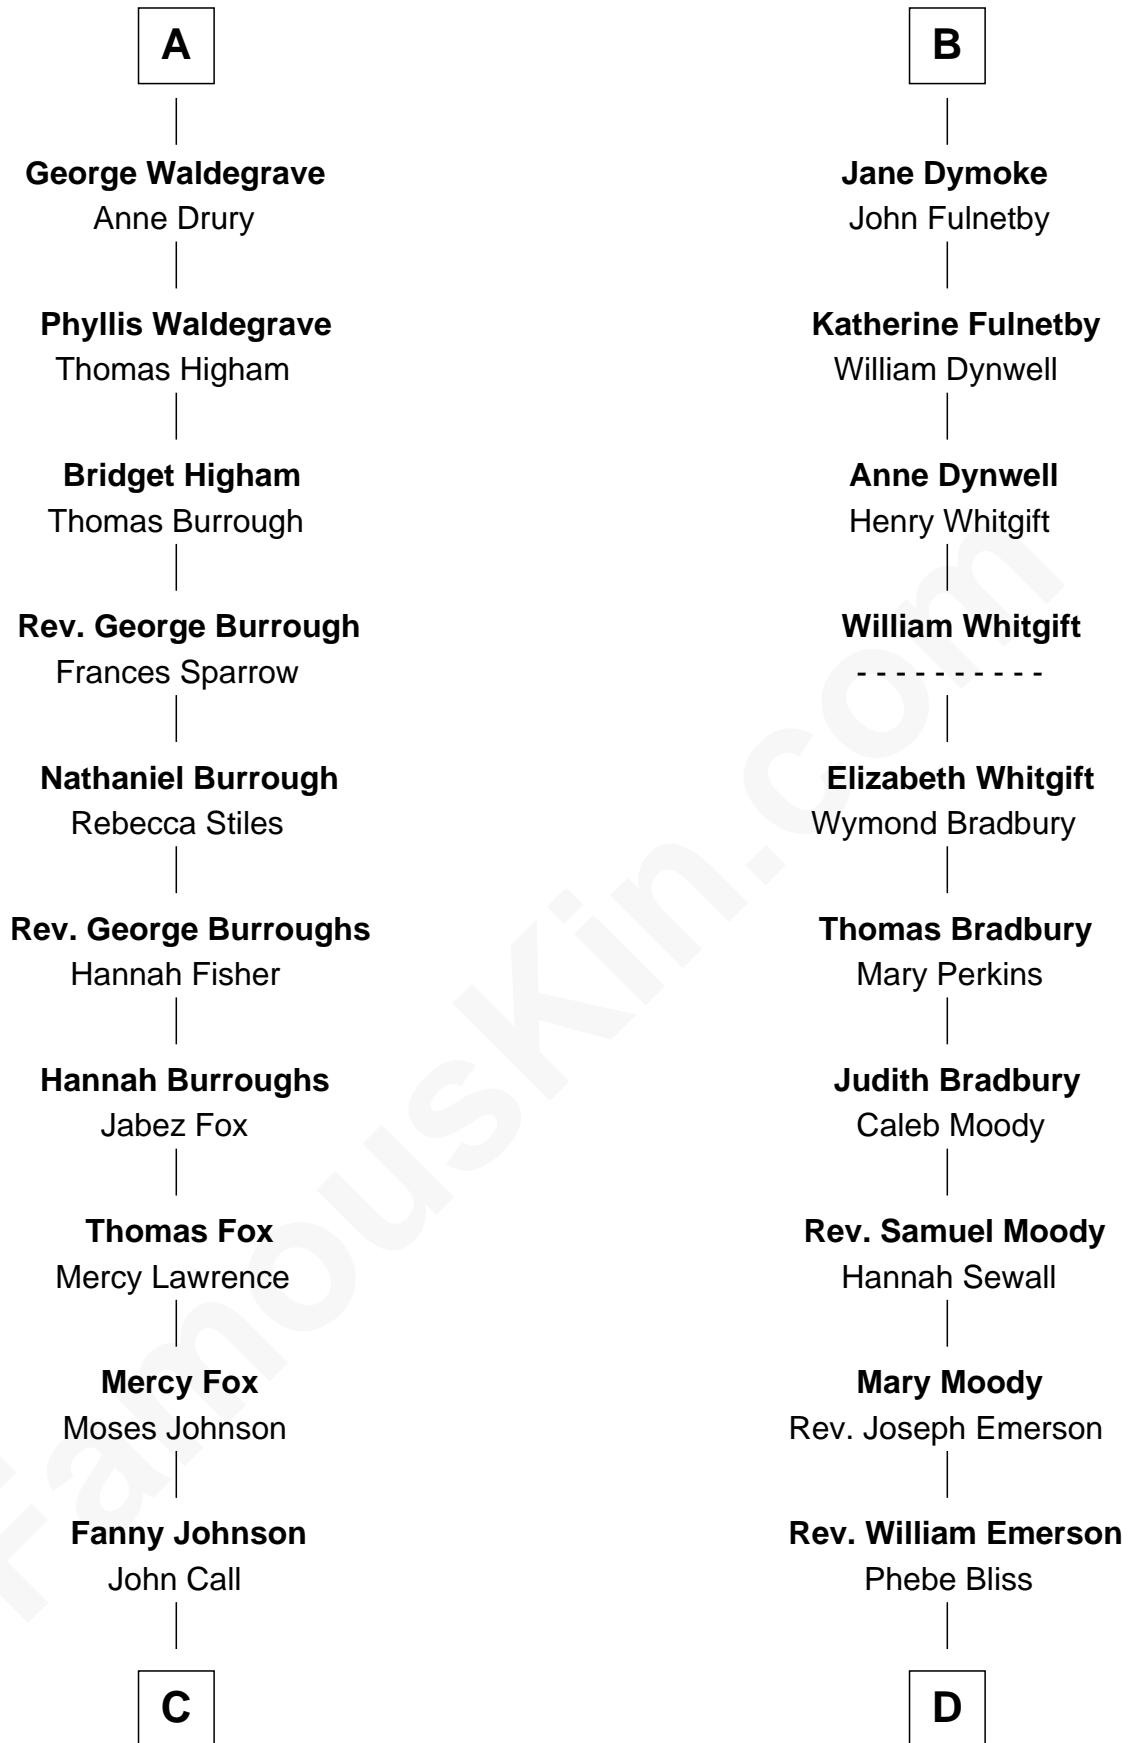 A
George Waldegrave
Anne Drury
Phyllis Waldegrave
Thomas Higham
Bridget Higham
Thomas Burrough
Rev. George Burrough
Frances Sparrow
Nathaniel Burrough
Rebecca Stiles
Rev. George Burroughs
Hannah Fisher
Hannah Burroughs
Jabez Fox
Thomas Fox
Mercy Lawrence
Mercy Fox
Moses Johnson
Fanny Johnson
John Call
C
B
Jane Dymoke
John Fulnetby
Katherine Fulnetby
William Dynwell
Anne Dynwell
Henry Whitgift
William Whitgift
- - - - - - - - - -
Elizabeth Whitgift
Wymond Bradbury
Thomas Bradbury
Mary Perkins
Judith Bradbury
Caleb Moody
Rev. Samuel Moody
Hannah Sewall
Mary Moody
Rev. Joseph Emerson
Rev. William Emerson
Phebe Bliss
D
FamousKin.com